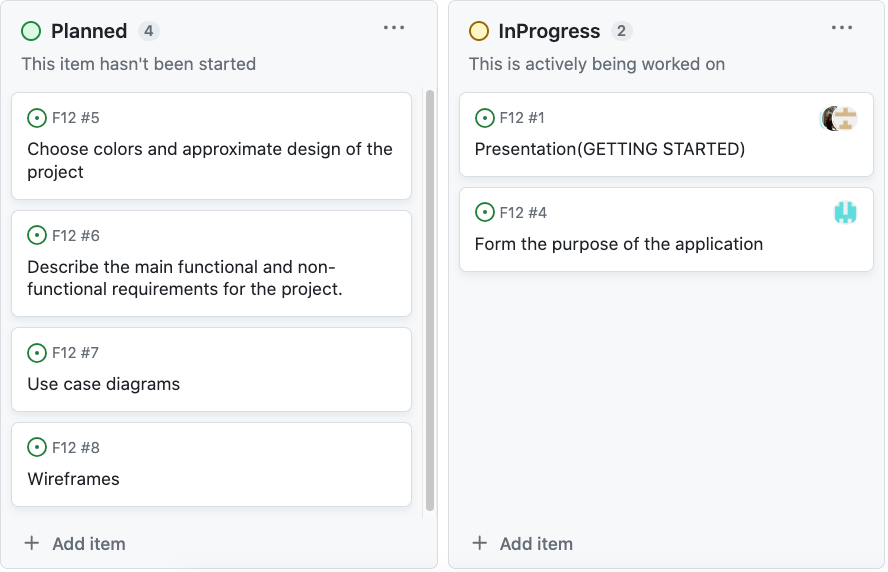 Planned 4
This item hasn't been started
F12 #5
Choose colors and approximate design of the
project
F12 #6
Describe the main functional and non-
functional requirements for the project.
F12 #7
Use case diagrams
F12 #8
Wireframes
Add item
InProgress 2
This is actively being worked on
F12 #1
Presentation(GETTING STARTED)
F12 #4
Form the purpose of the application
Add item